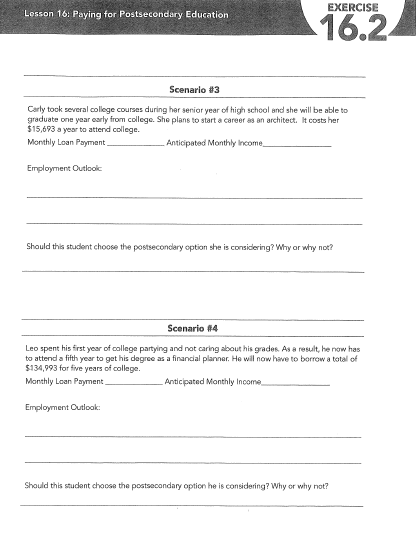 Lesson 16: Paying for Postsecondary Education
EXERCISE
16.2
Scenario #3
Carly took several college courses during her senior year of high school and she will be able to
graduate one year early from college. She plans to start a career as an architect. It costs her
$15,693 a year to attend college.
Monthly Loan Payment ____________ Anticipated Monthly Income______________
Employment Outlook:
Should this student choose the postsecondary option she is considering? Why or why not?
Scenario #4
Leo spent his first year of college partying and not caring about his grades. As a result, he now has
to attend a fifth year to get his degree as a financial planner. He will now have to borrow a total of
$134,993 for five years of college.
Monthly Loan Payment ____________ Anticipated Monthly Income______________
Employment Outlook:
Should this student choose the postsecondary option he is considering? Why or why not?